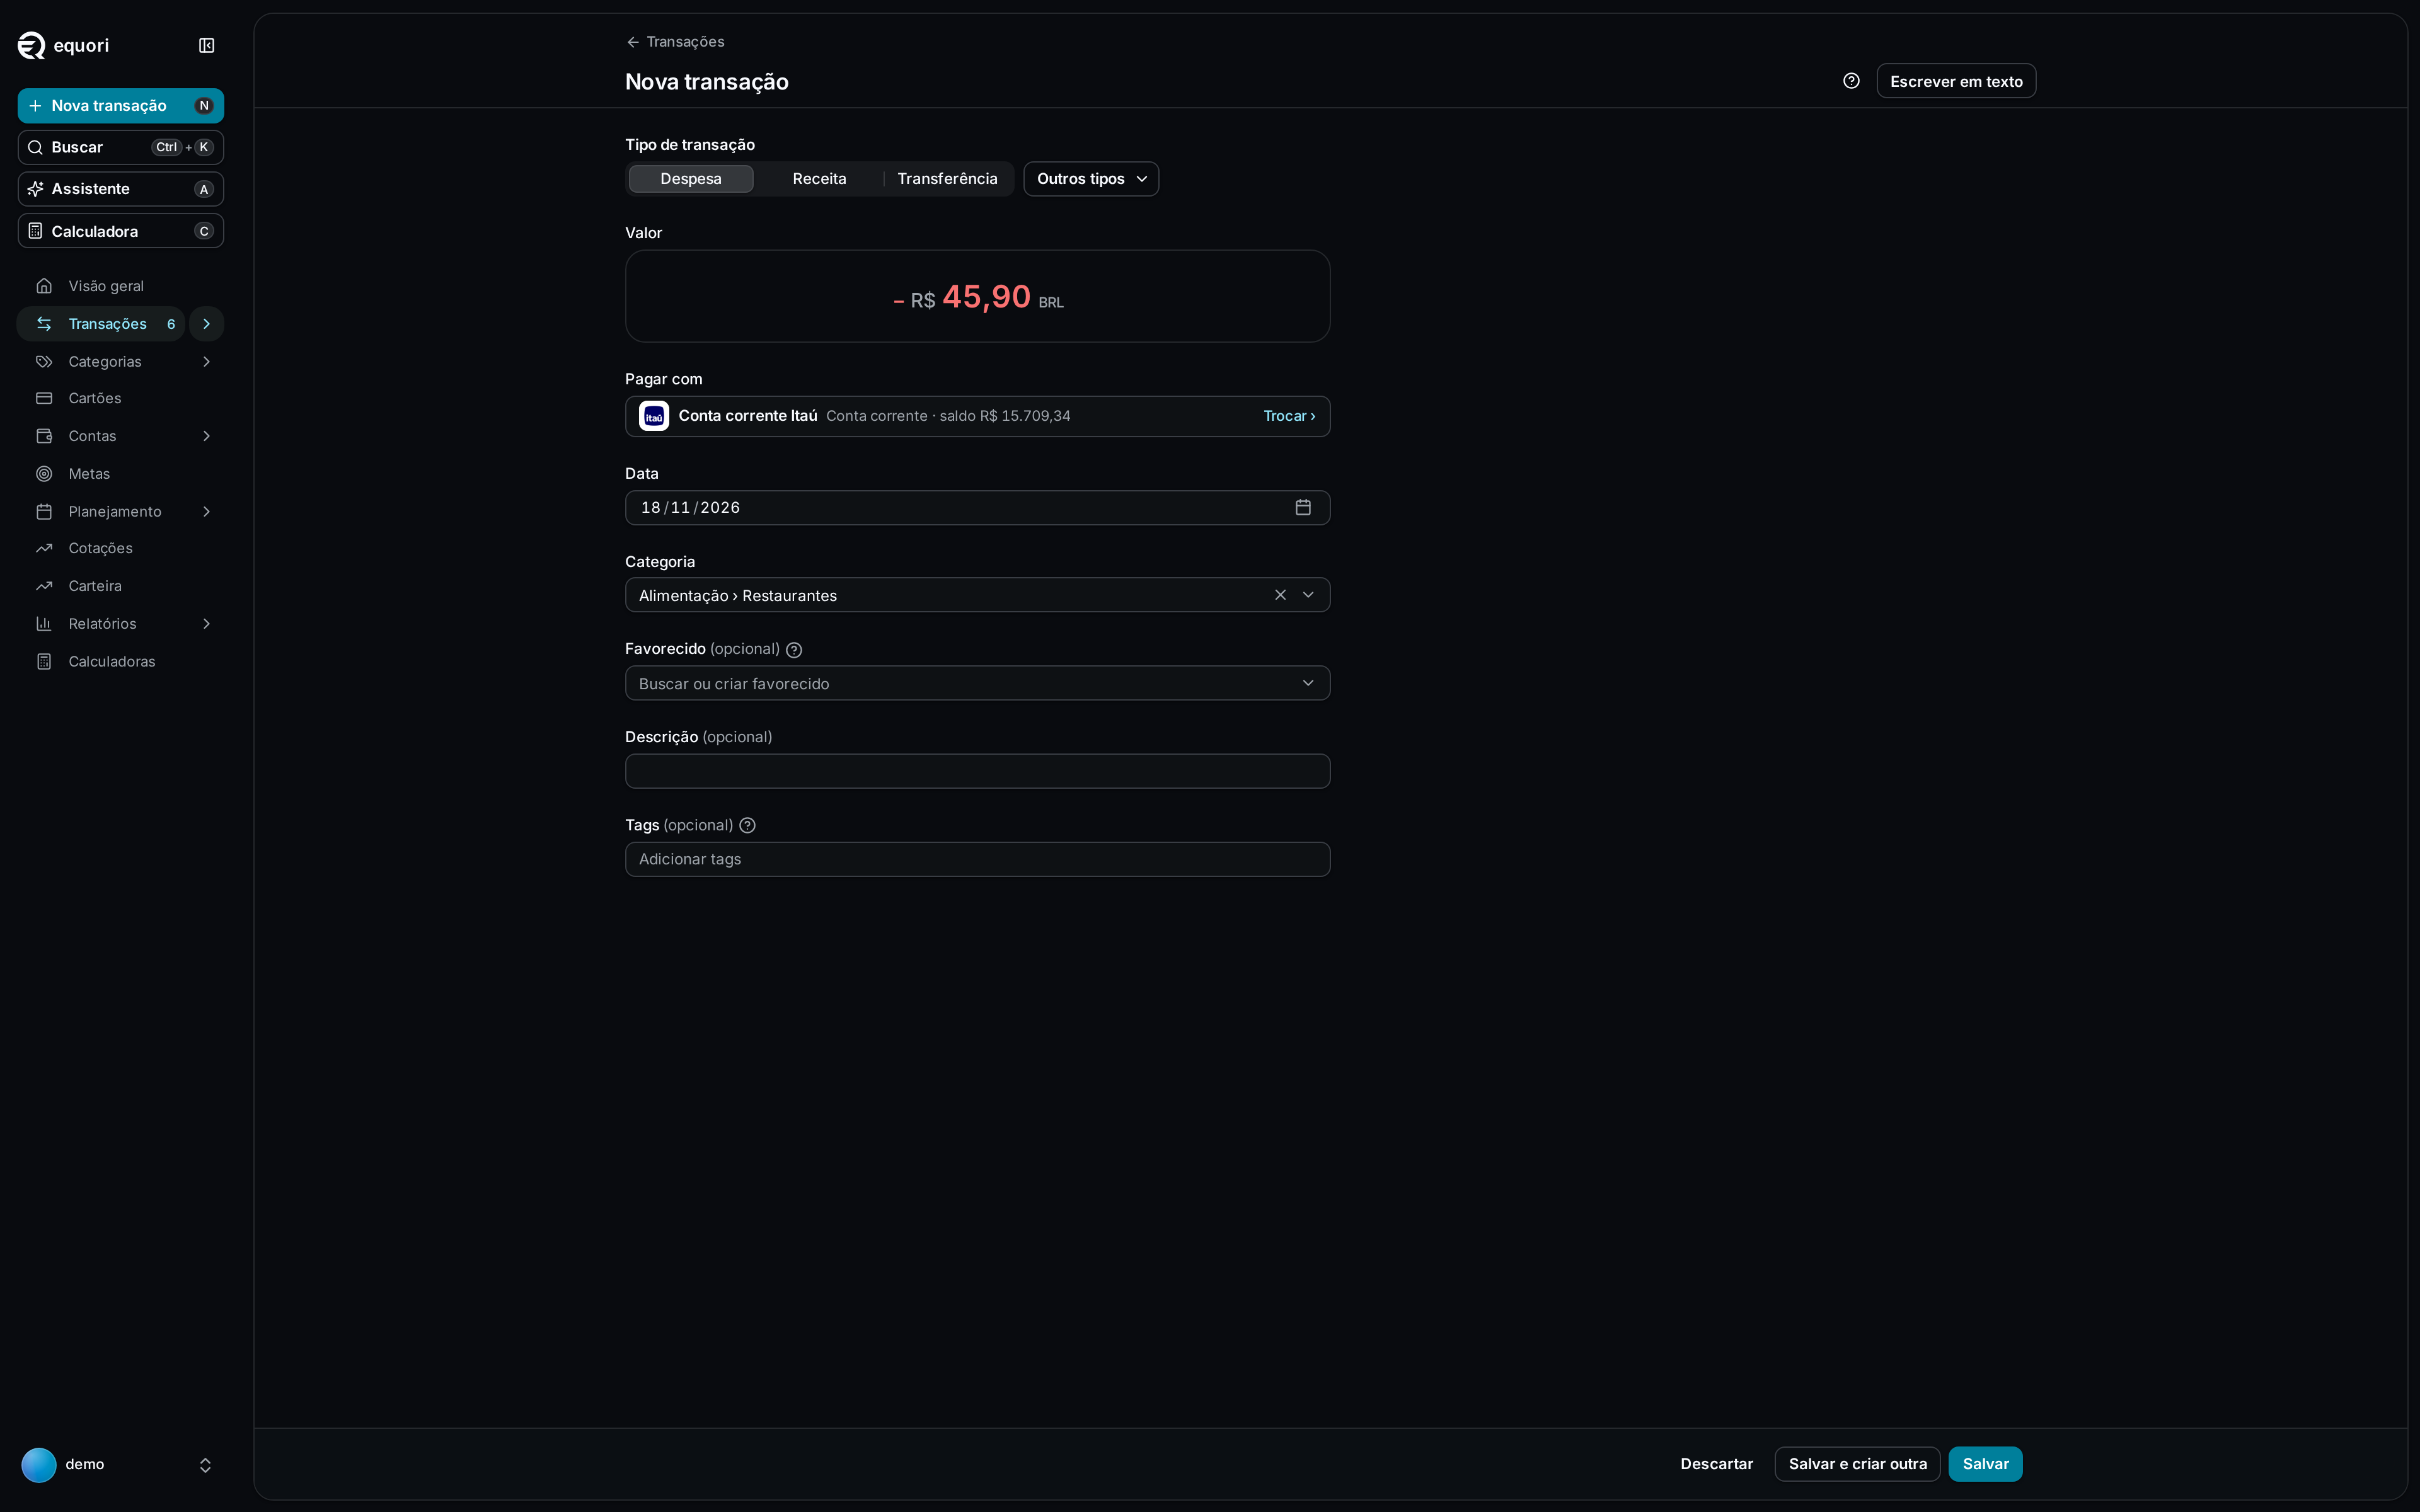 equori
Nova transação N
Buscar Ctrl + K
Assistente A
Calculadora C
Visão geral
Transações 6
Categorias
Cartões
Contas
Metas
Planejamento
Cotações
Carteira
Relatórios
Calculadoras
demo
Transações
Nova transação
Escrever em texto
Tipo de transação
Despesa Receita Transferência Outros tipos
Valor
- R$ 45,90 BRL
Pagar com
itaú Conta corrente Itaú Conta corrente · saldo R$ 15.709,34 Trocar ›
Data
18/11/2026
Categoria
Alimentação › Restaurantes
Favorecido (opcional)
Buscar ou criar favorecido
Descrição (opcional)
Tags (opcional)
Adicionar tags
Descartar Salvar e criar outra Salvar